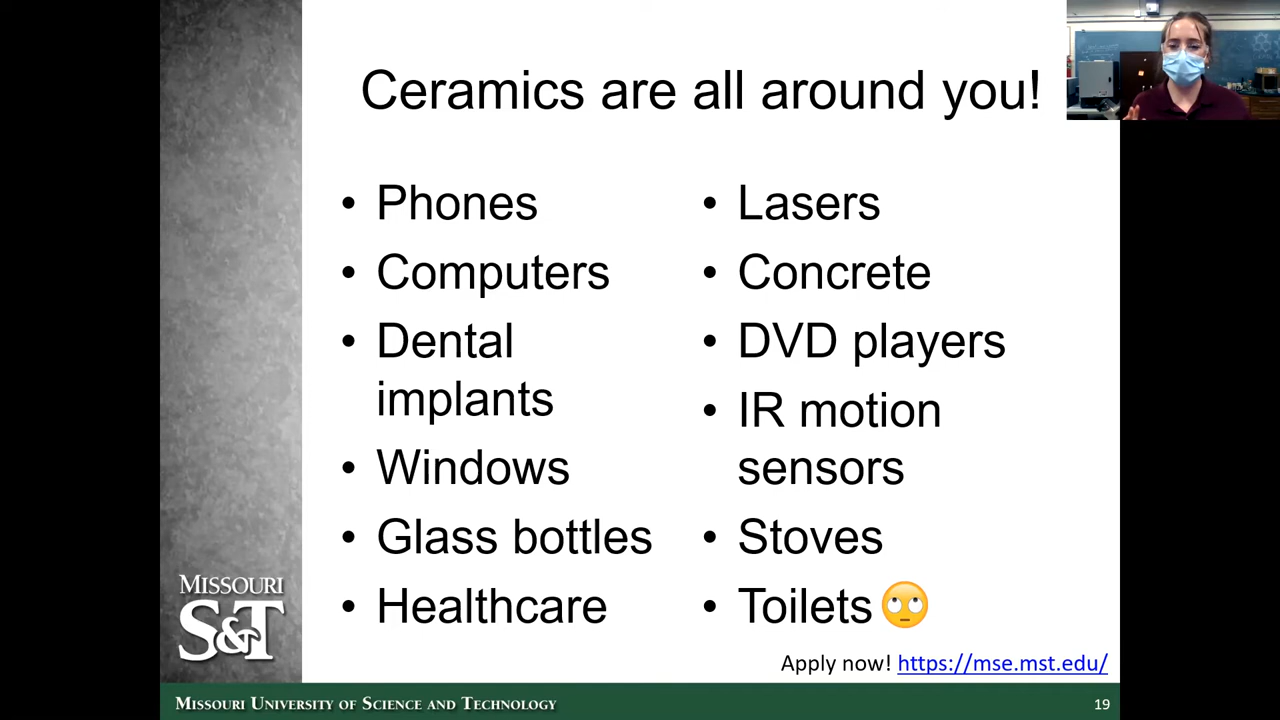 Ceramics are all around you!
• Phones
• Computers
• Dental
implants
• Windows
• Glass bottles
• Healthcare
• Lasers
• Concrete
• DVD players
• IR motion
sensors
• Stoves
• Toilets 🙄
Apply now! https://mse.mst.edu/
MISSOURI
S&T
MISSOURI UNIVERSITY OF SCIENCE AND TECHNOLOGY
19